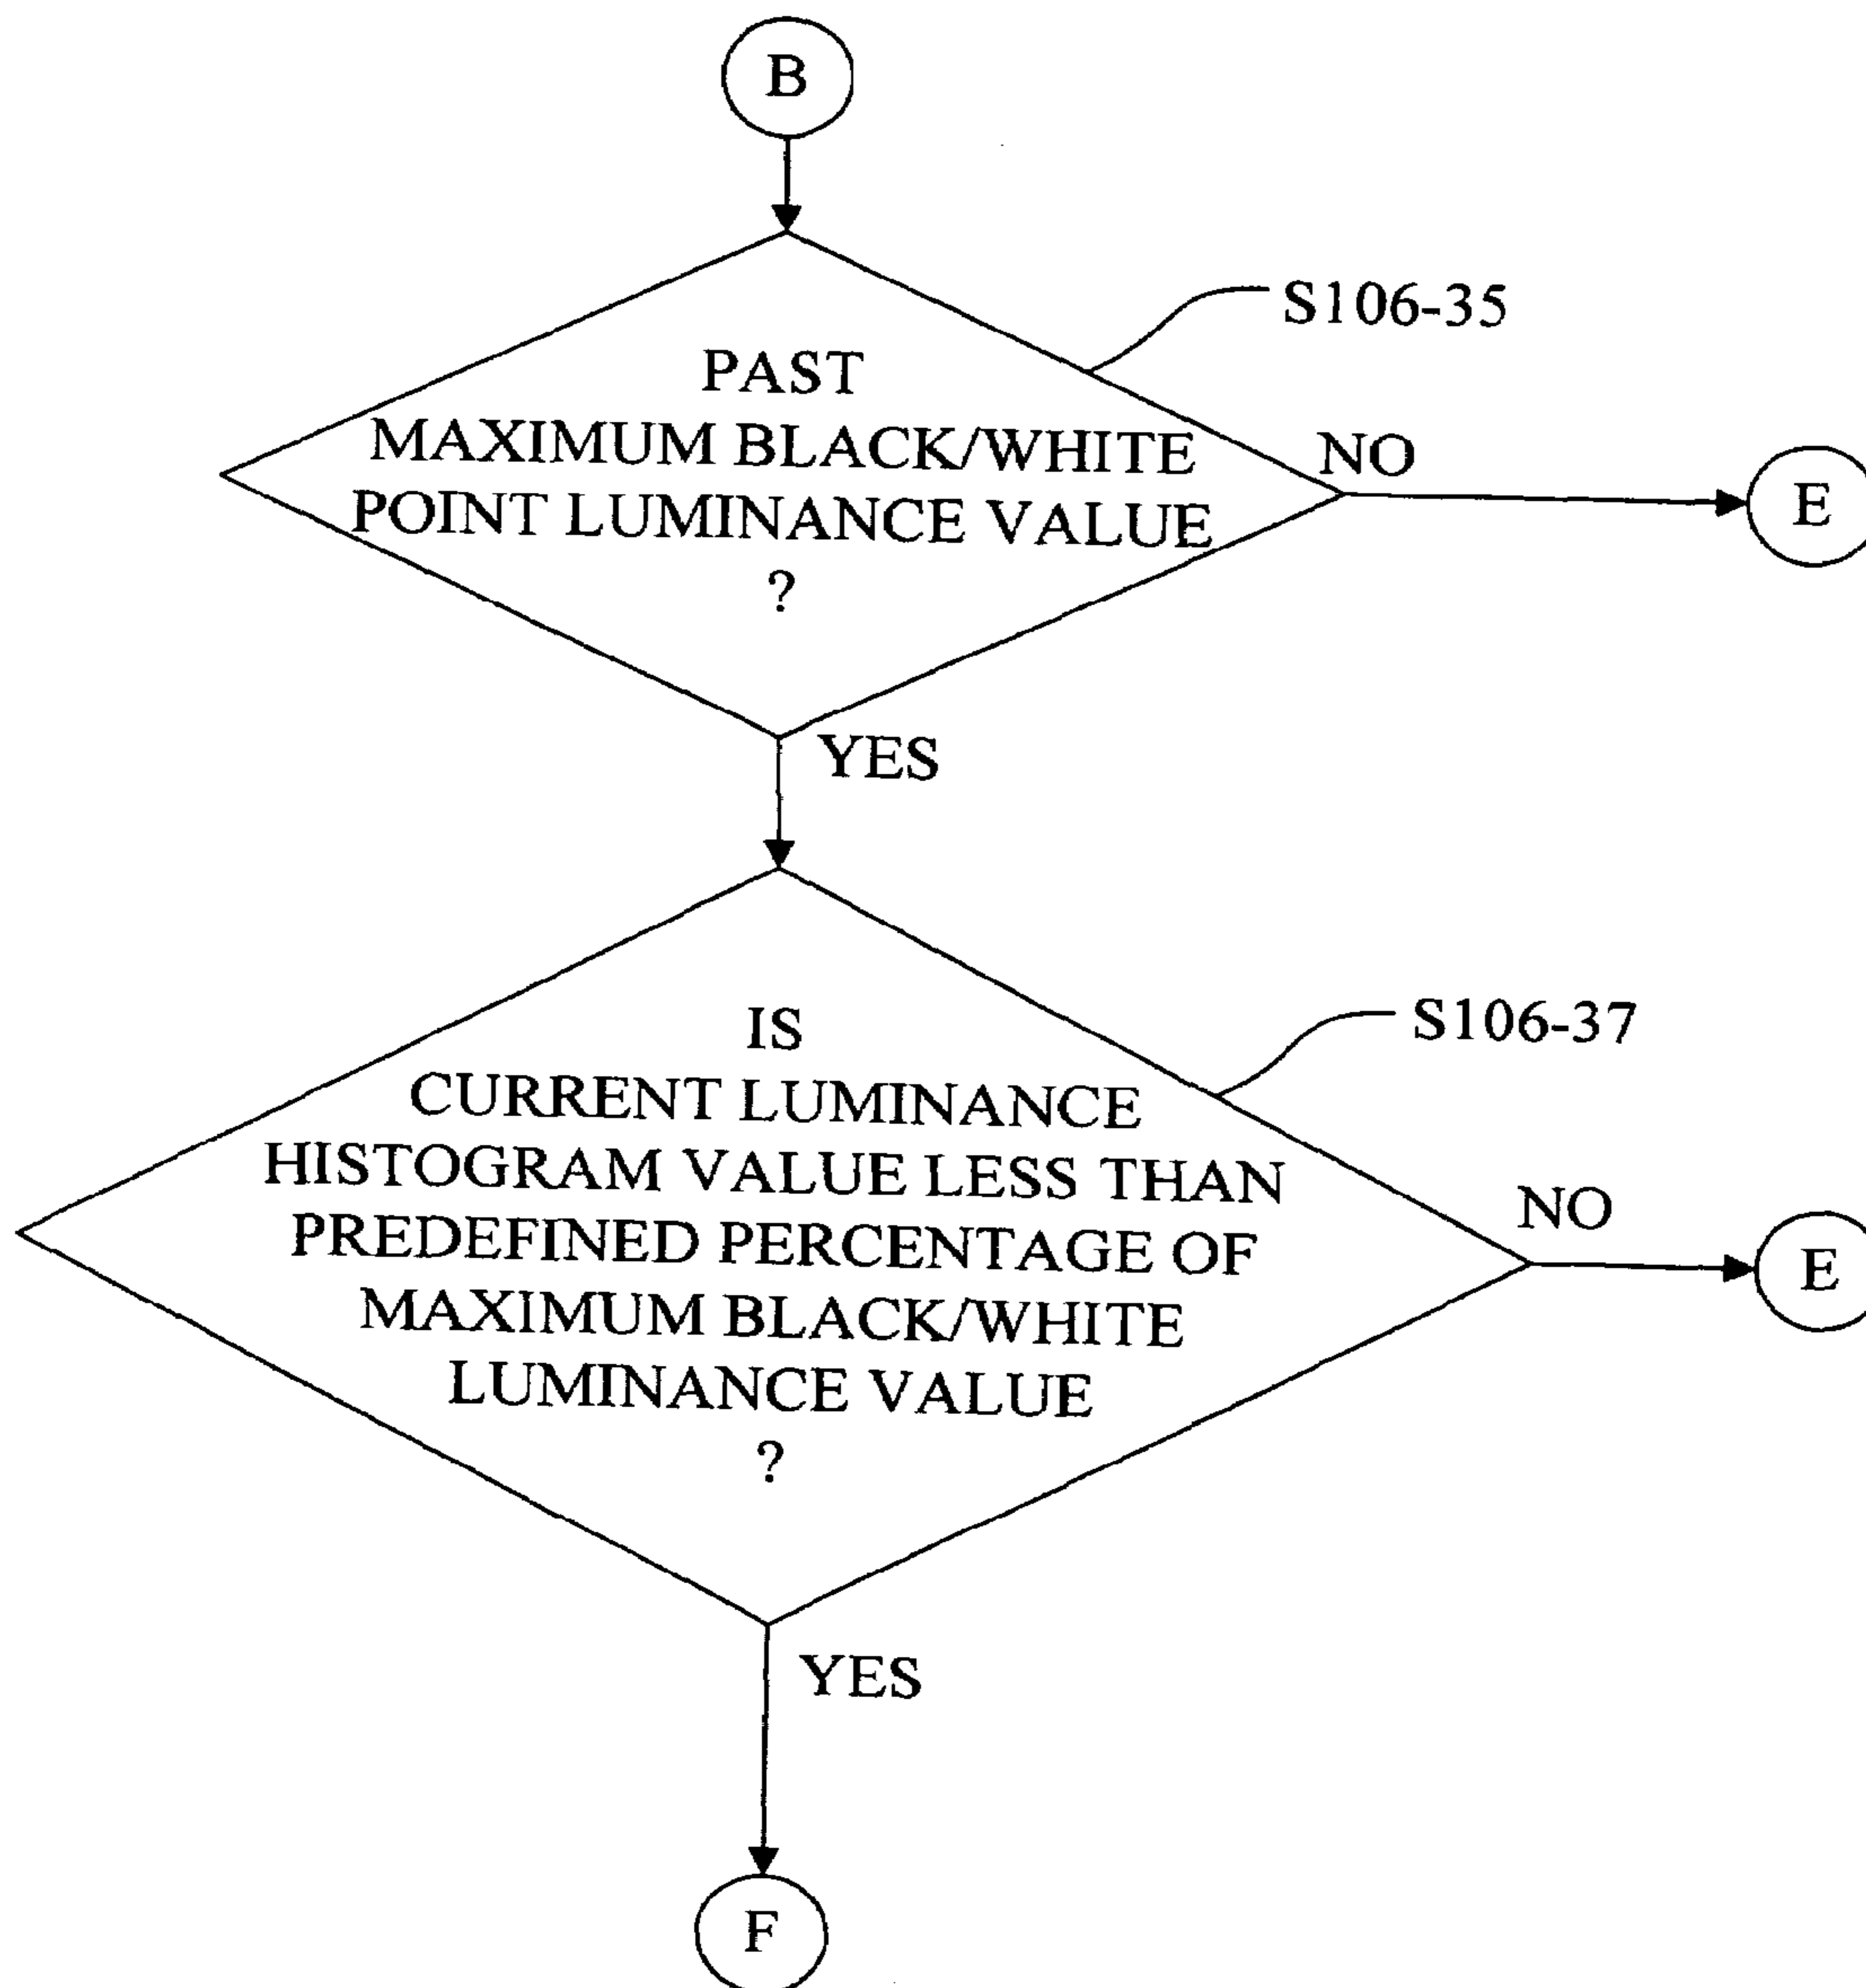 B
S106-35
PAST
MAXIMUM BLACK/WHITE
POINT LUMINANCE VALUE
?
NO
E
YES
S106-37
IS
CURRENT LUMINANCE
HISTOGRAM VALUE LESS THAN
PREDEFINED PERCENTAGE OF
MAXIMUM BLACK/WHITE
LUMINANCE VALUE
?
NO
E
YES
F